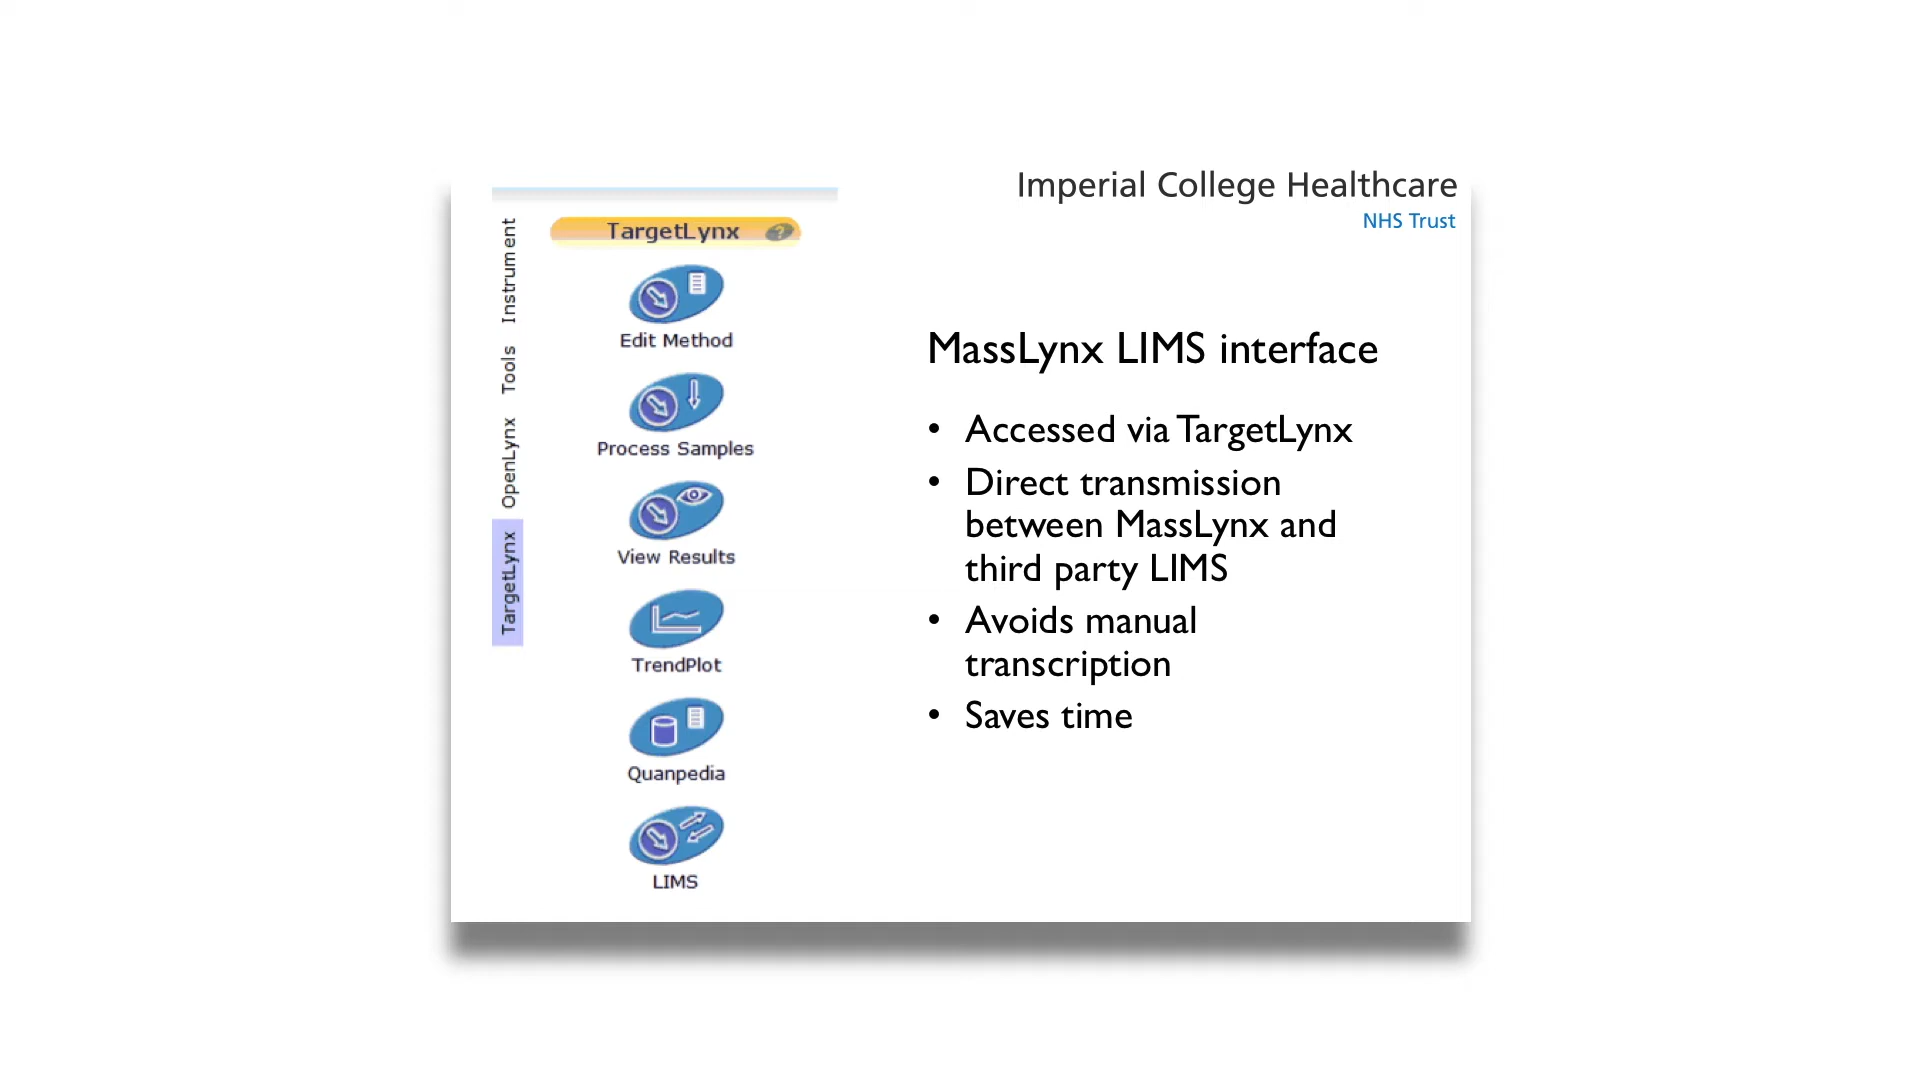 Imperial College Healthcare
NHS Trust
Instrument
Tools
OpenLynx
TargetLynx
TargetLynx ?
Edit Method
Process Samples
View Results
TrendPlot
Quanpedia
LIMS
MassLynx LIMS interface
• Accessed via TargetLynx
• Direct transmission
between MassLynx and
third party LIMS
• Avoids manual
transcription
• Saves time